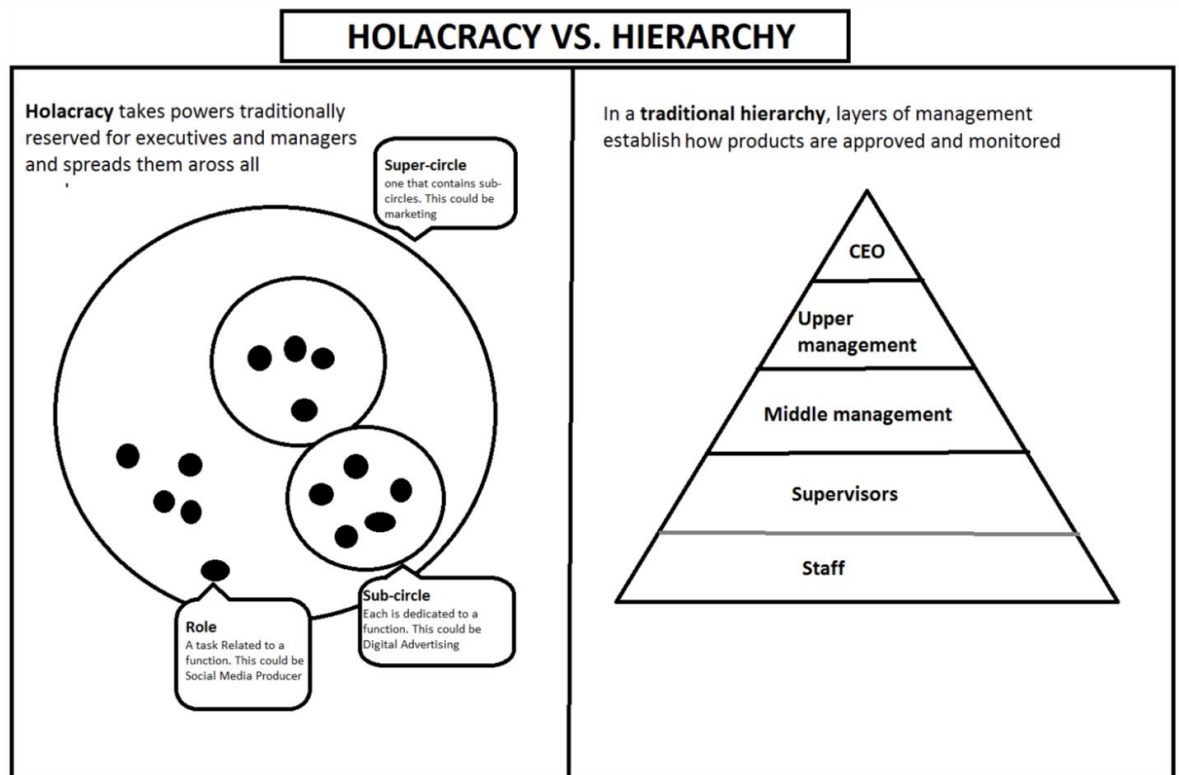 HOLACRACY VS. HIERARCHY
Holacracy takes powers traditionally
reserved for executives and managers
and spreads them aross all
Super-circle
one that contains sub-
circles. This could be
marketing
Role
A task Related to a
function. This could be
Social Media Producer
Sub-circle
Each is dedicated to a
function. This could be
Digital Advertising
In a traditional hierarchy, layers of management
establish how products are approved and monitored
CEO
Upper
management
Middle management
Supervisors
Staff